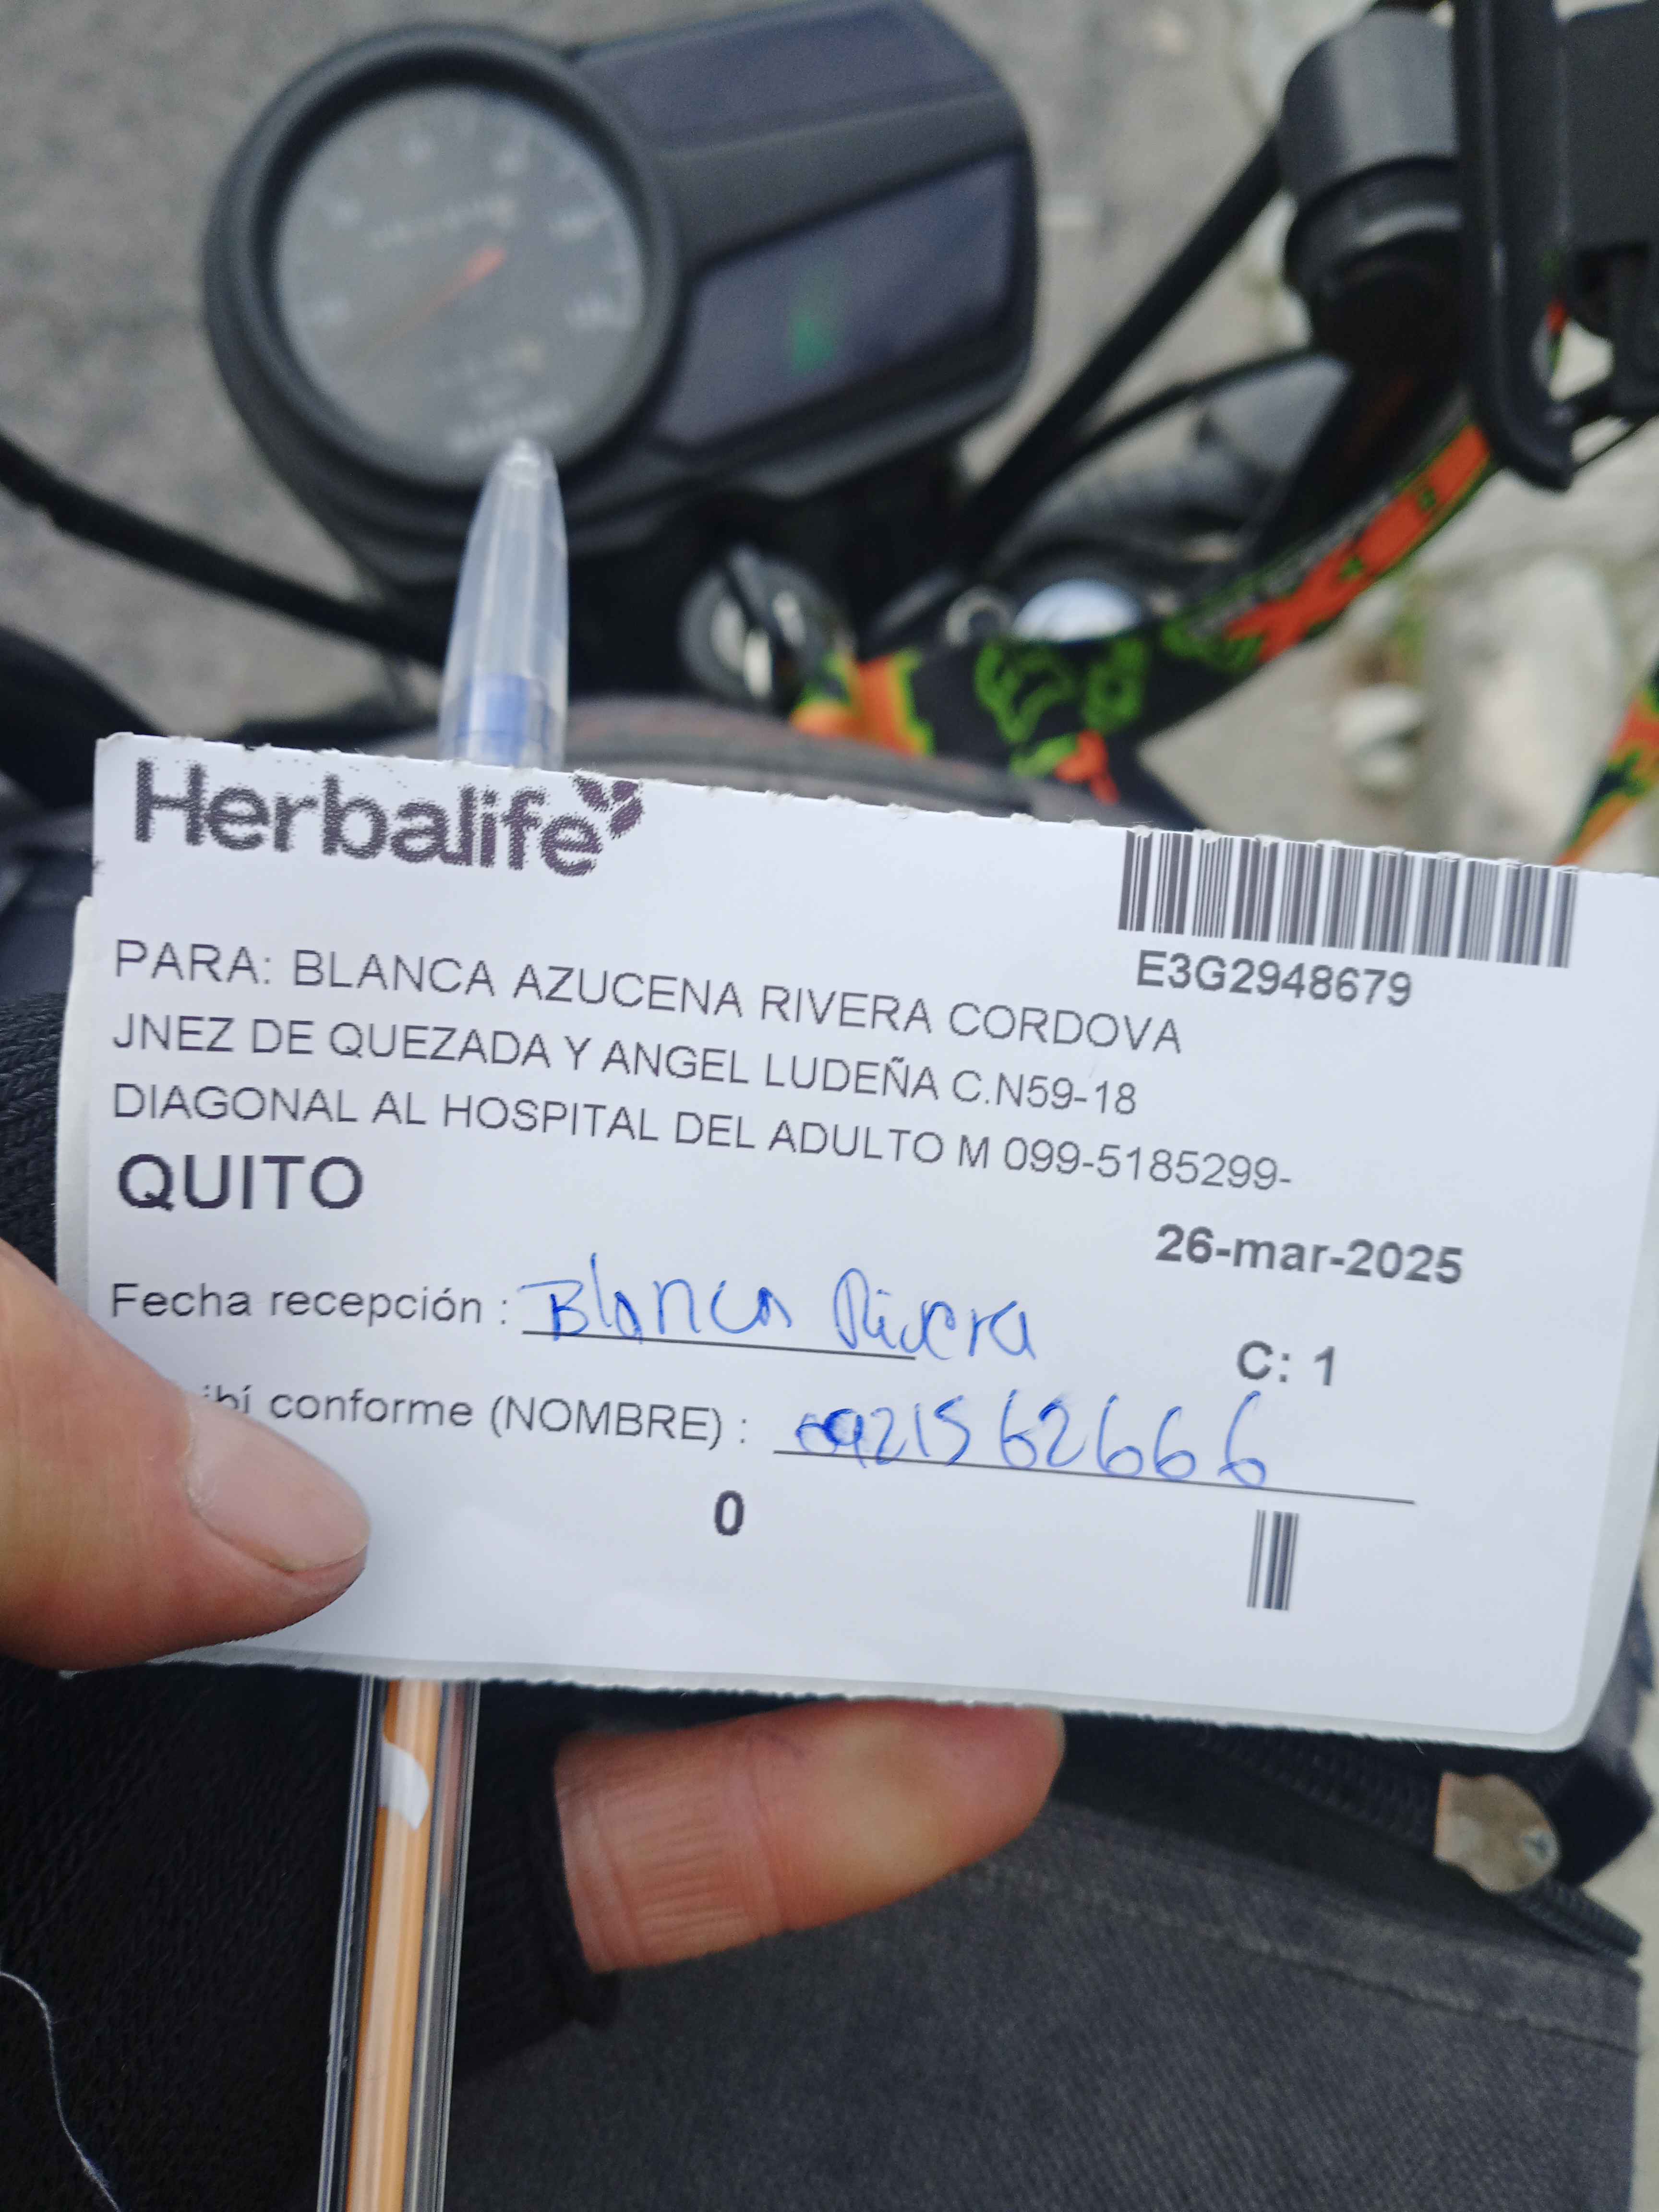 Herbalife
E3G2948679
PARA: BLANCA AZUCENA RIVERA CORDOVA
JNEZ DE QUEZADA Y ANGEL LUDEÑA C.N59-18
DIAGONAL AL HOSPITAL DEL ADULTO M 099-5185299-
QUITO
26-mar-2025
Fecha recepción : Blanca Rivera
C: 1
conforme (NOMBRE) : 0921562666
0